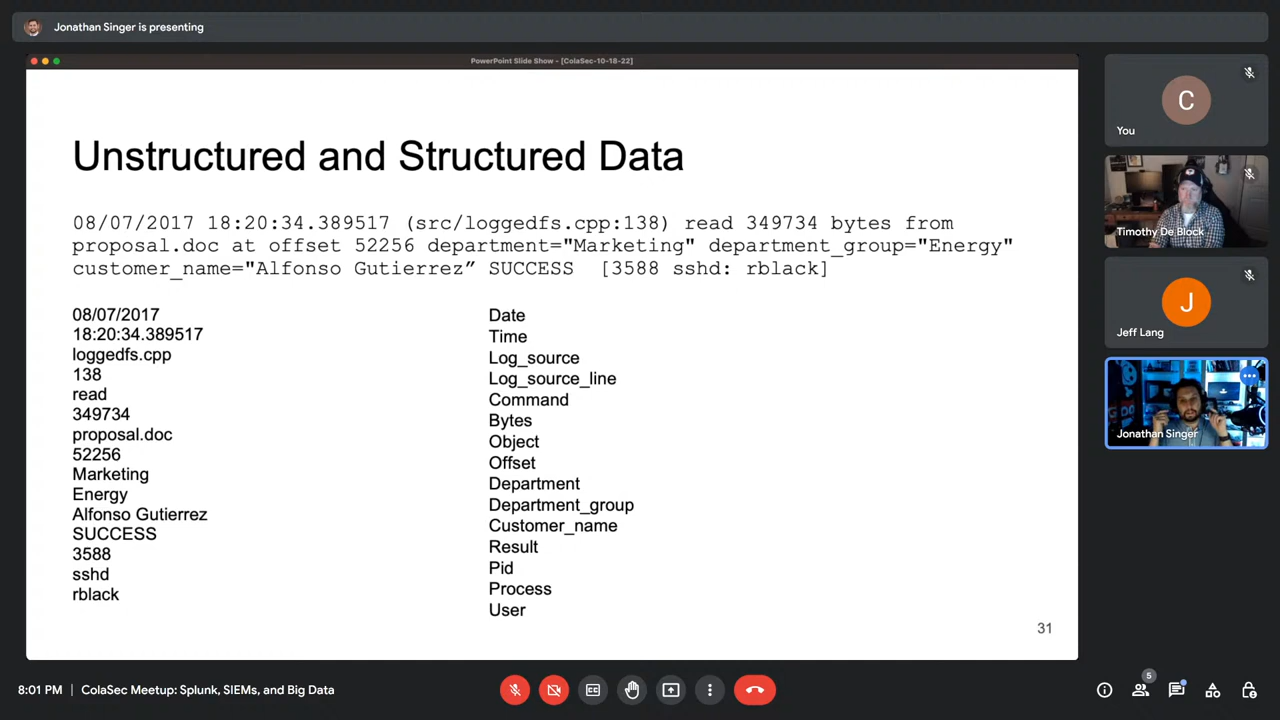 Jonathan Singer is presenting
PowerPoint Slide Show - [ColaSec-10-18-22]
Unstructured and Structured Data
08/07/2017 18:20:34.389517 (src/loggedfs.cpp:138) read 349734 bytes from
proposal.doc at offset 52256 department="Marketing" department_group="Energy"
customer_name="Alfonso Gutierrez” SUCCESS  [3588 sshd: rblack]
08/07/2017
18:20:34.389517
loggedfs.cpp
138
read
349734
proposal.doc
52256
Marketing
Energy
Alfonso Gutierrez
SUCCESS
3588
sshd
rblack
Date
Time
Log_source
Log_source_line
Command
Bytes
Object
Offset
Department
Department_group
Customer_name
Result
Pid
Process
User
31
C
You
Timothy De Block
J
Jeff Lang
Jonathan Singer
8:01 PM | ColaSec Meetup: Splunk, SIEMs, and Big Data
CC
5